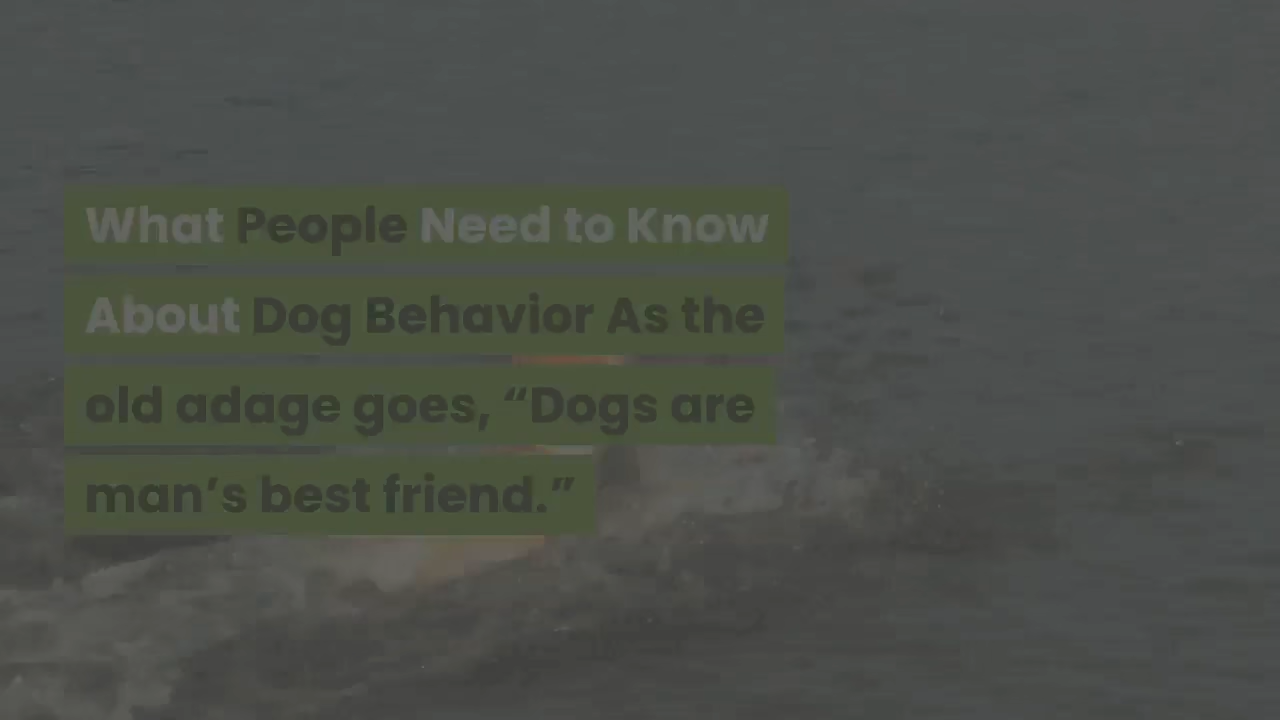 What People Need to Know
About Dog Behavior As the
old adage goes, “Dogs are
man’s best friend.”